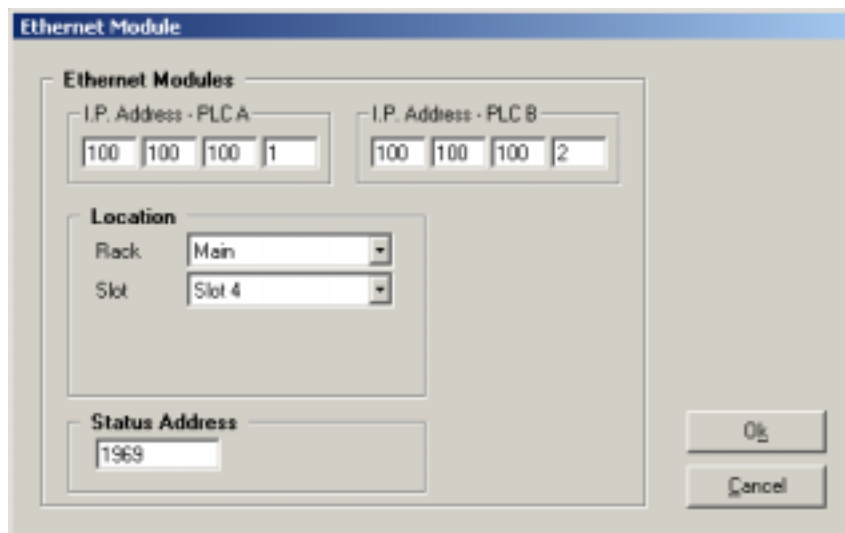 Ethernet Module
Ethernet Modules
I.P. Address - PLC A
100 100 100 1
I.P. Address - PLC B
100 100 100 2
Location
Rack Main
Slot Slot 4
Status Address
1969
Ok
Cancel